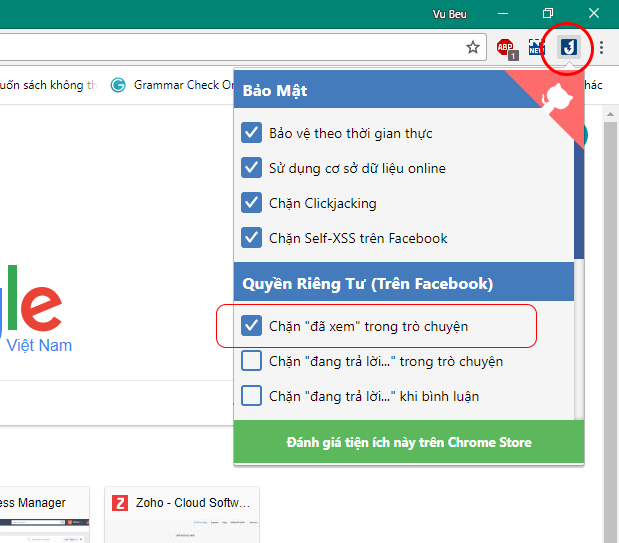 Vu Beu
ABP
1
NEW
uốn sách không th
Grammar Check On
hác
Bảo Mật
Bảo vệ theo thời gian thực
Sử dụng cơ sở dữ liệu online
Chặn Clickjacking
Chặn Self-XSS trên Facebook
Quyền Riêng Tư (Trên Facebook)
gle
Việt Nam
Chặn "đã xem" trong trò chuyện
Chặn "đang trả lời..." trong trò chuyện
Chặn "đang trả lời..." khi bình luận
Đánh giá tiện ích này trên Chrome Store
ess Manager
Z Zoho - Cloud Softw...